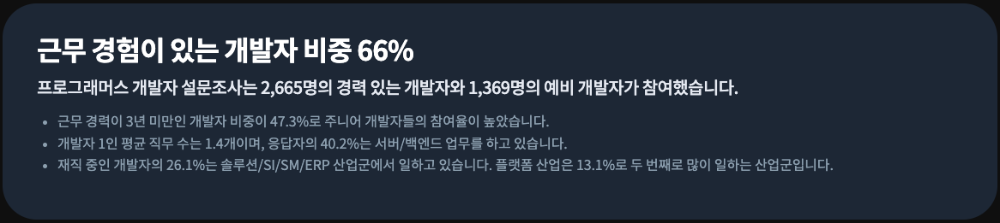 근무 경험이 있는 개발자 비중 66%
프로그래머스 개발자 설문조사는 2,665명의 경력 있는 개발자와 1,369명의 예비 개발자가 참여했습니다.
• 근무 경력이 3년 미만인 개발자 비중이 47.3%로 주니어 개발자들의 참여율이 높았습니다.
• 개발자 1인 평균 직무 수는 1.4개이며, 응답자의 40.2%는 서버/백엔드 업무를 하고 있습니다.
• 재직 중인 개발자의 26.1%는 솔루션/SI/SM/ERP 산업군에서 일하고 있습니다. 플랫폼 산업은 13.1%로 두 번째로 많이 일하는 산업군입니다.